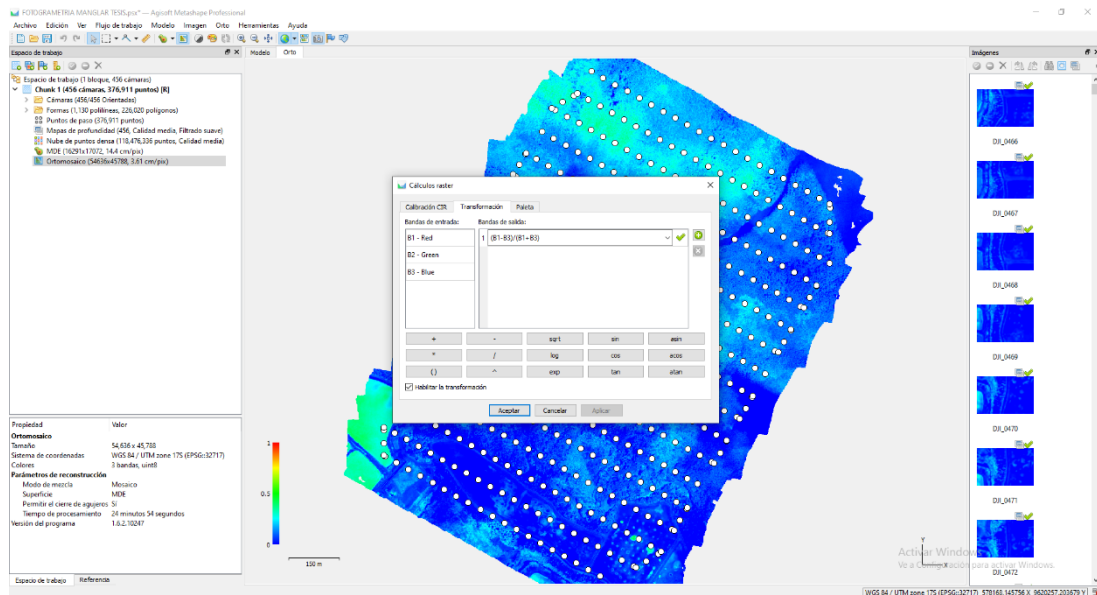 FOTOGRAMETRIA MANGLAR TESIS.psx* — Agisoft Metashape Professional
Archivo Edición Ver Flujo de trabajo Modelo Imagen Orto Herramientas Ayuda
Espacio de trabajo
Modelo Orto
Imágenes
Espacio de trabajo (1 bloque, 456 cámaras)
Chunk 1 (456 cámaras, 376,911 puntos) [R]
Cámaras (456/456 Orientadas)
Formas (1,130 polilíneas, 226,020 polígonos)
Puntos de paso (376,911 puntos)
Mapas de profundidad (456, Calidad media, Filtrado suave)
Nube de puntos densa (118,476,336 puntos, Calidad media)
MDE (16291x17072, 14.4 cm/pix)
Ortomosaico (54636x45788, 3.61 cm/pix)
DJI_0466
DJI_0467
DJI_0468
DJI_0469
DJI_0470
DJI_0471
DJI_0472
Cálculos raster
Calibración CIR Transformación Paleta
Bandas de entrada: Bandas de salida:
B1 - Red
B2 - Green
B3 - Blue
1 (B1-B3)/(B1+B3)
+ - sqrt sin asin
* / log cos acos
( ) ^ exp tan atan
Habilitar la transformación
Aceptar Cancelar Aplicar
Propiedad Valor
Ortomosaico
Tamaño 54,636 x 45,788
Sistema de coordenadas WGS 84 / UTM zone 17S (EPSG::32717)
Colores 3 bandas, uint8
Parámetros de reconstrucción
Modo de mezcla Mosaico
Superficie MDE
Permitir el cierre de agujeros Sí
Tiempo de procesamiento 24 minutos 54 segundos
Versión del programa 1.6.2.10247
1
0.5
0
150 m
Y
X
Activar Windows
Ve a Configuración para activar Windows.
Espacio de trabajo Referencia
WGS 84 / UTM zone 17S (EPSG::32717) 578168.145756 X 9620257.203679 Y